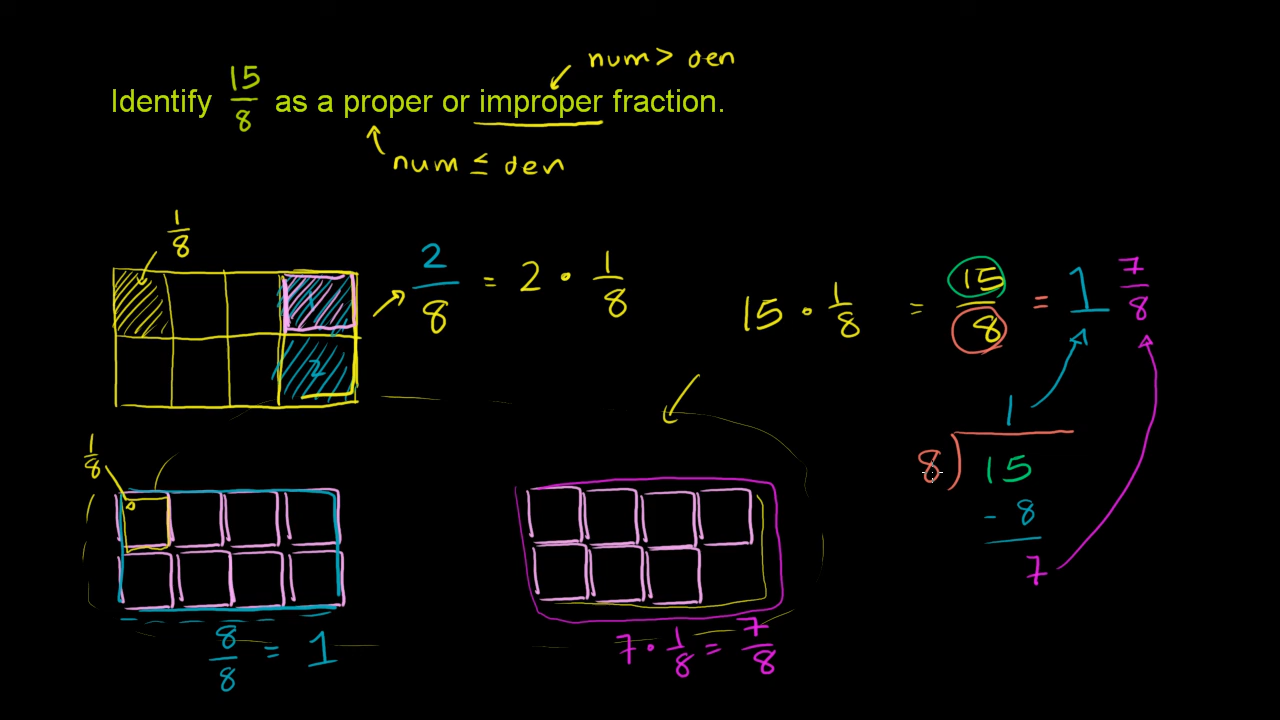 num > den
Identify 15/8 as a proper or improper fraction.
num ≤ den
1/8
1
2
2/8 = 2 · 1/8
15 · 1/8 = 15/8 = 1 7/8
1
8)15
- 8
7
1/8
8/8 = 1
7 · 1/8 = 7/8